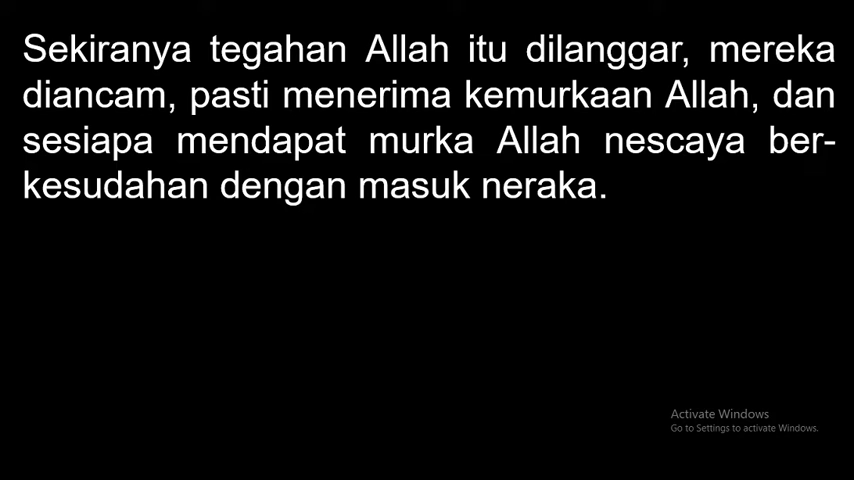 Sekiranya tegahan Allah itu dilanggar, mereka
diancam, pasti menerima kemurkaan Allah, dan
sesiapa mendapat murka Allah nescaya ber-
kesudahan dengan masuk neraka.
Activate Windows
Go to Settings to activate Windows.